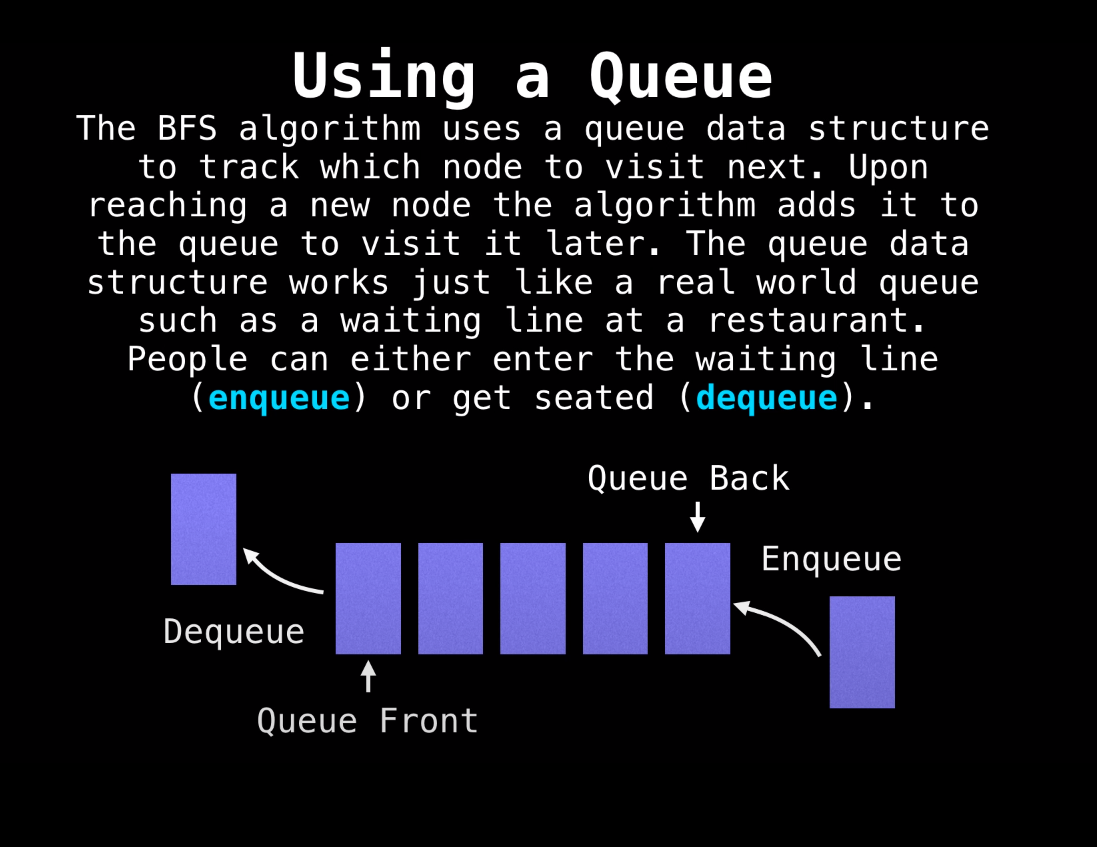 Using a Queue
The BFS algorithm uses a queue data structure
to track which node to visit next. Upon
reaching a new node the algorithm adds it to
the queue to visit it later. The queue data
structure works just like a real world queue
such as a waiting line at a restaurant.
People can either enter the waiting line
(enqueue) or get seated (dequeue).
Queue Back
Enqueue
Dequeue
Queue Front